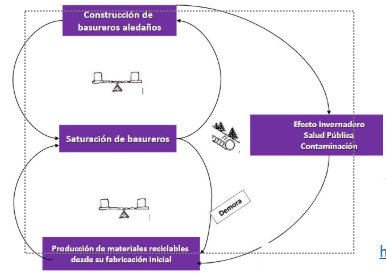 Construcción de
basureros aledaños
Saturación de basureros
Efecto Invernadero
Salud Pública
Contaminación
Demora
Producción de materiales reciclables
desde su fabricación inicial
h